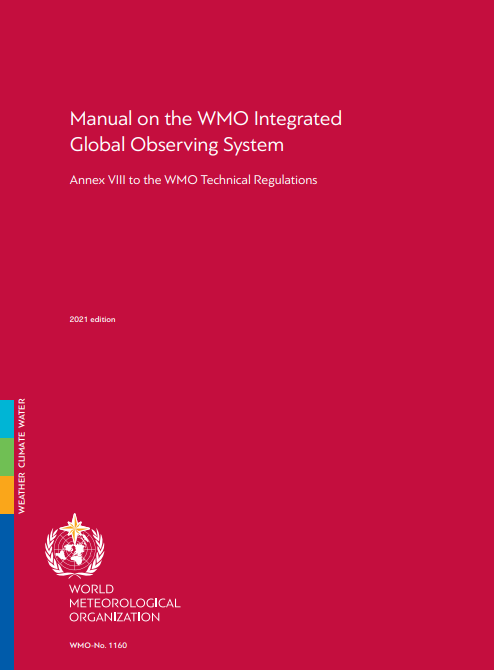 Manual on the WMO Integrated
Global Observing System
Annex VIII to the WMO Technical Regulations
2021 edition
WEATHER CLIMATE WATER
WORLD
METEOROLOGICAL
ORGANIZATION
WMO-No. 1160